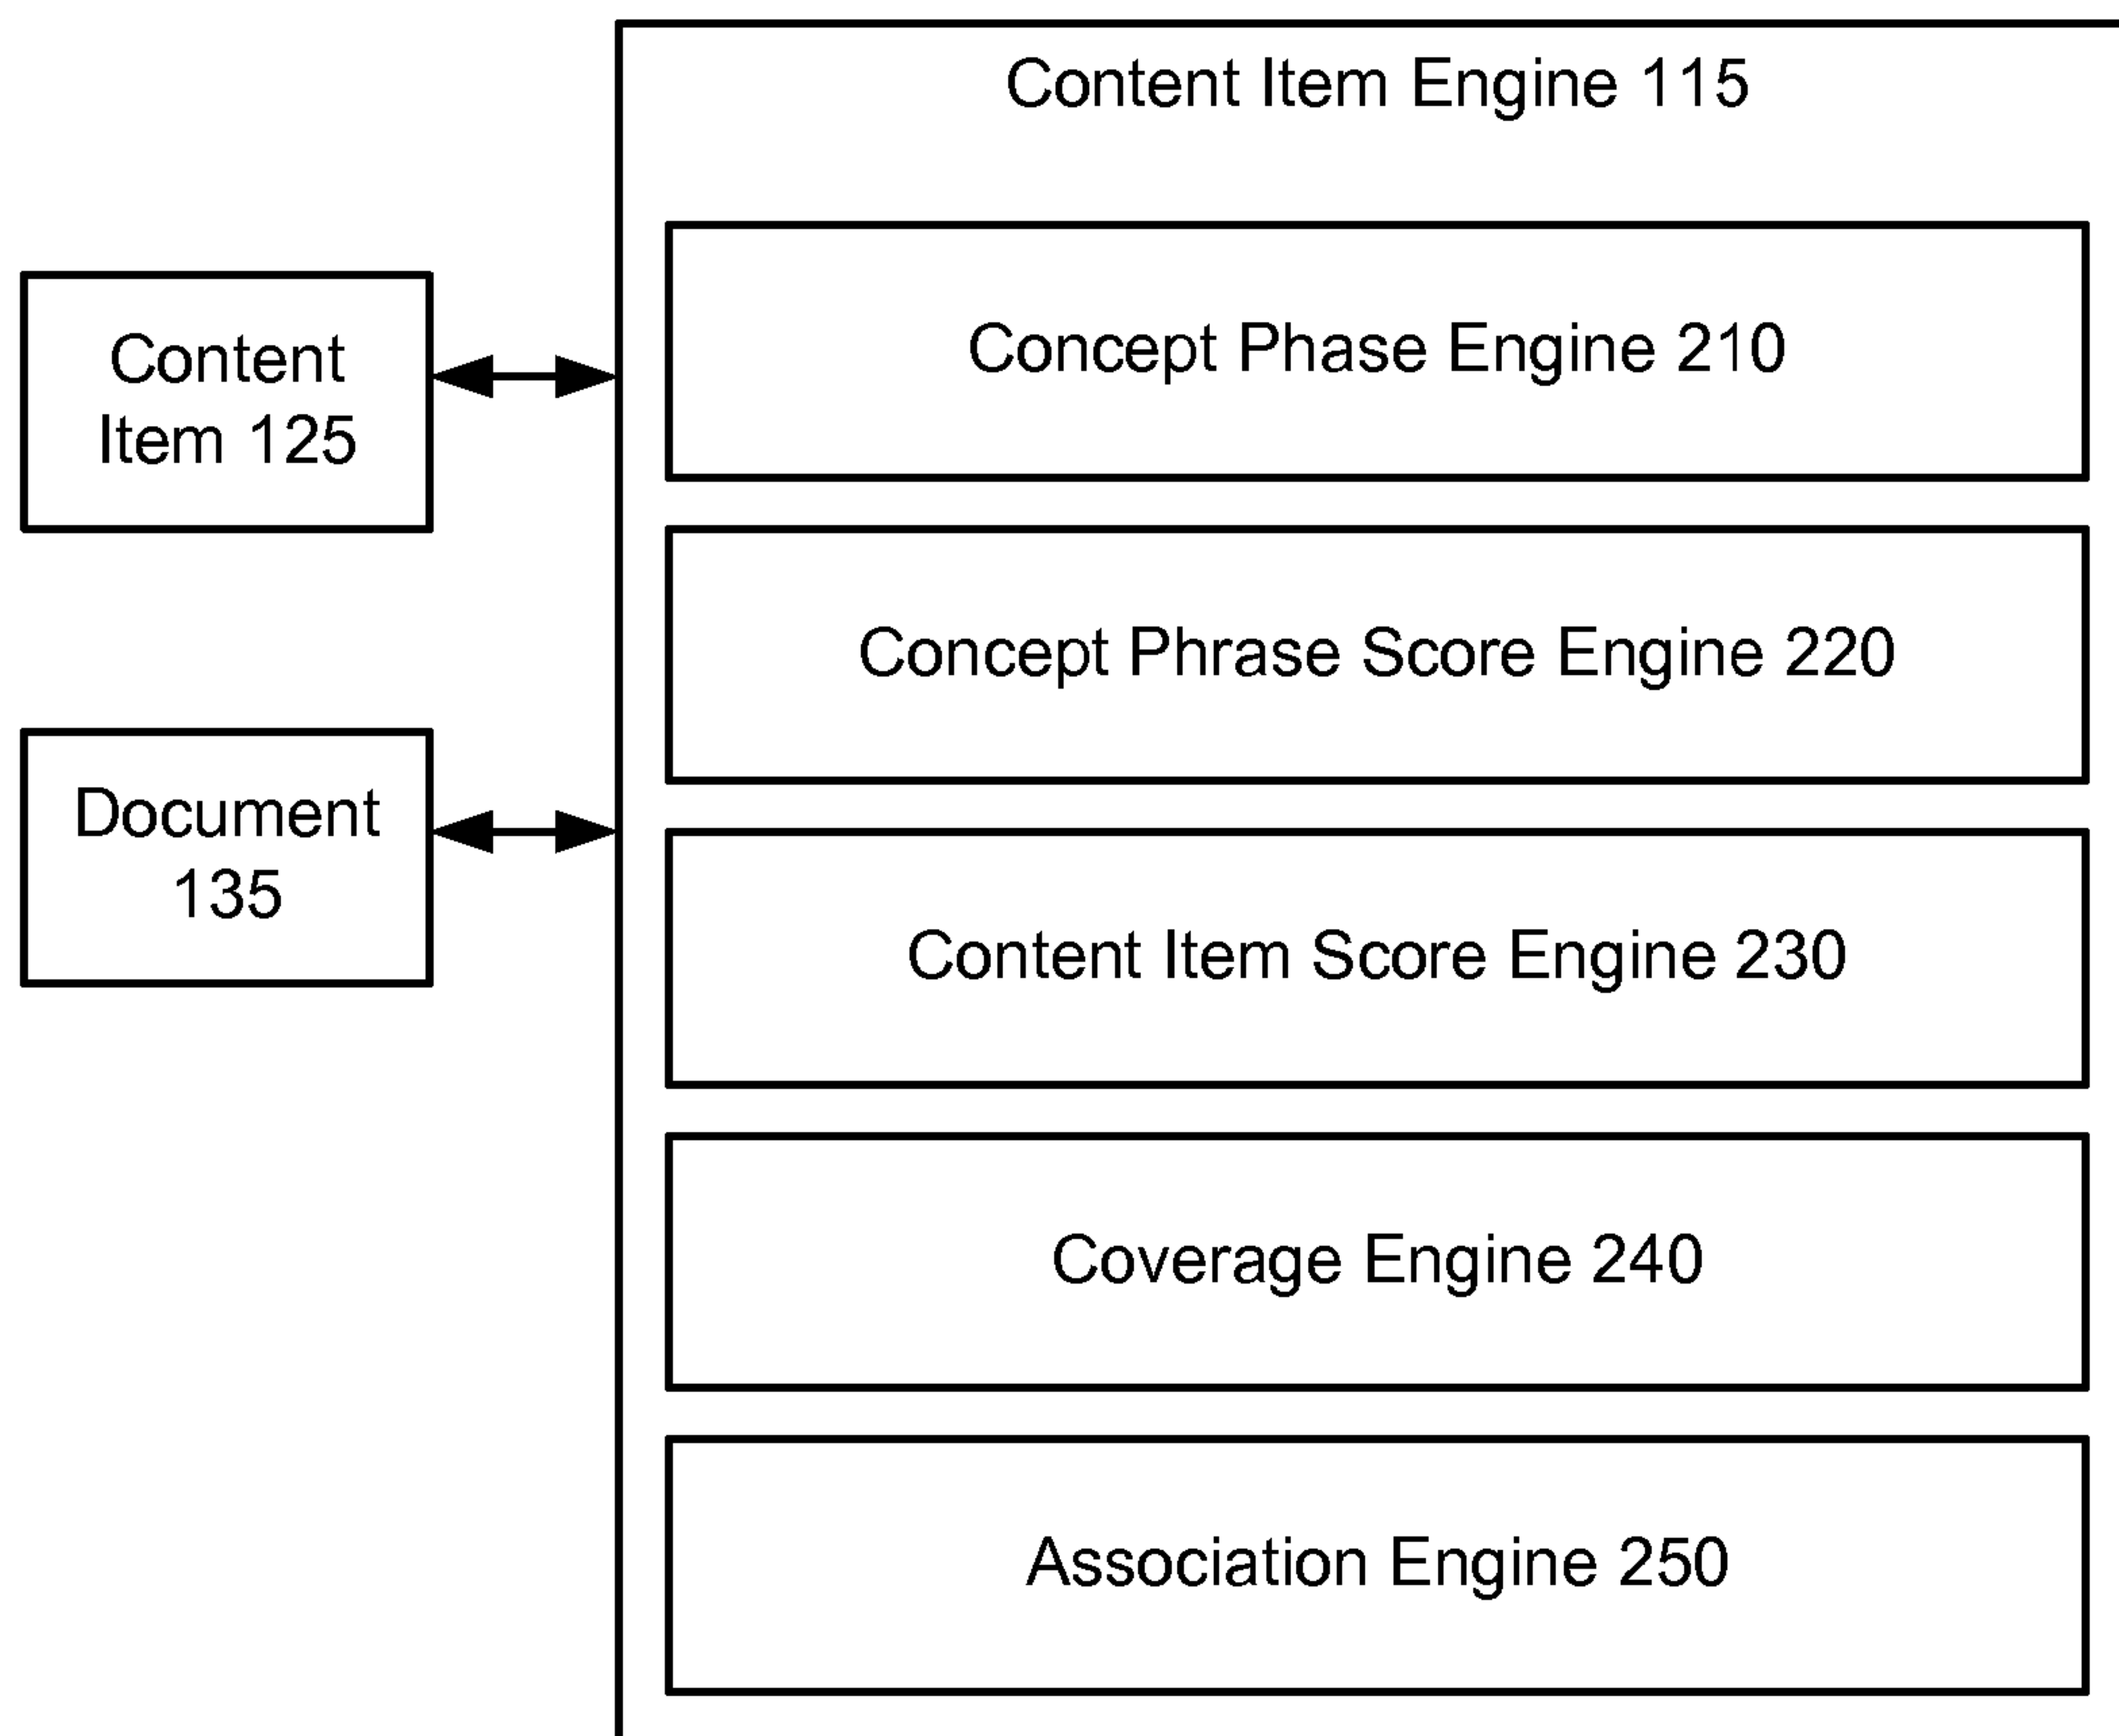 Content Item Engine 115
Content
Item 125
Document
135
Concept Phase Engine 210
Concept Phrase Score Engine 220
Content Item Score Engine 230
Coverage Engine 240
Association Engine 250